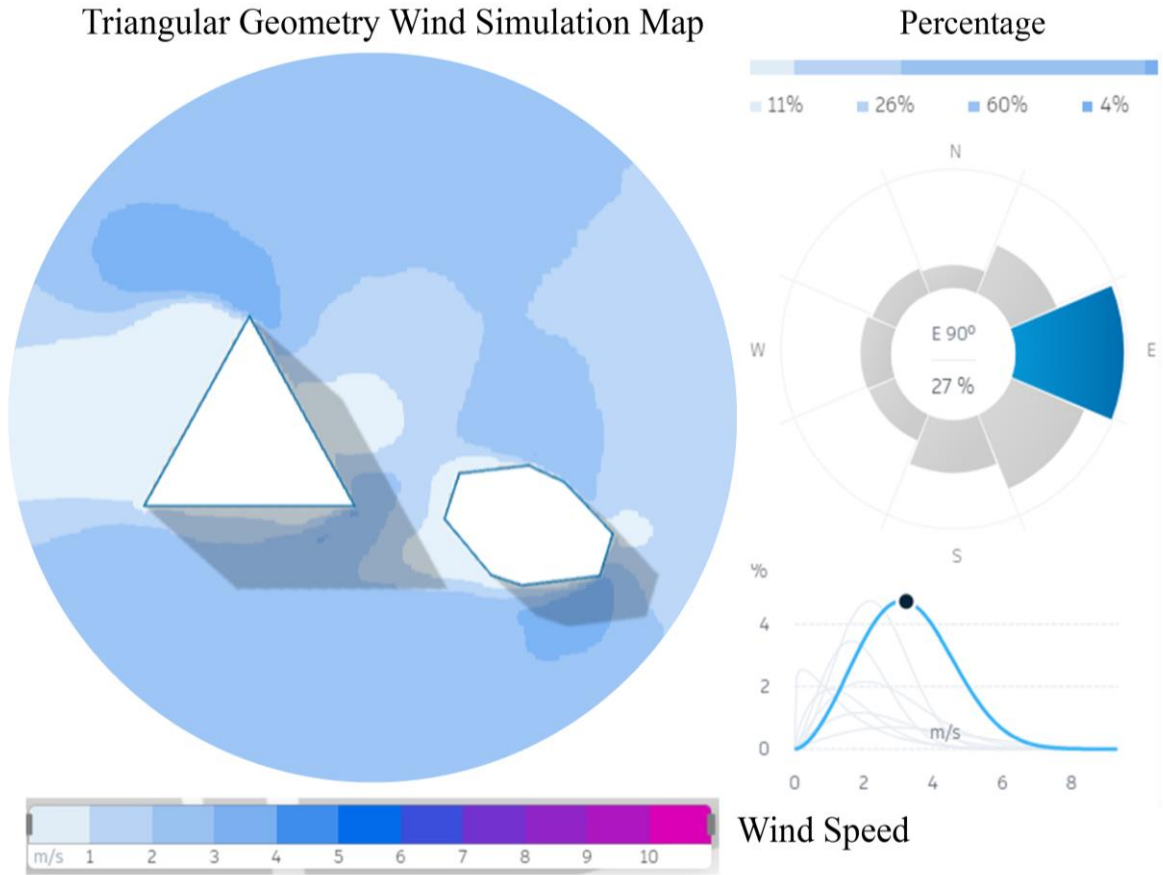 Triangular Geometry Wind Simulation Map
Percentage
11% 26% 60% 4%
N
W
E
S
E 90º
27 %
%
4
2
0
m/s
0 2 4 6 8
m/s 1 2 3 4 5 6 7 8 9 10
Wind Speed